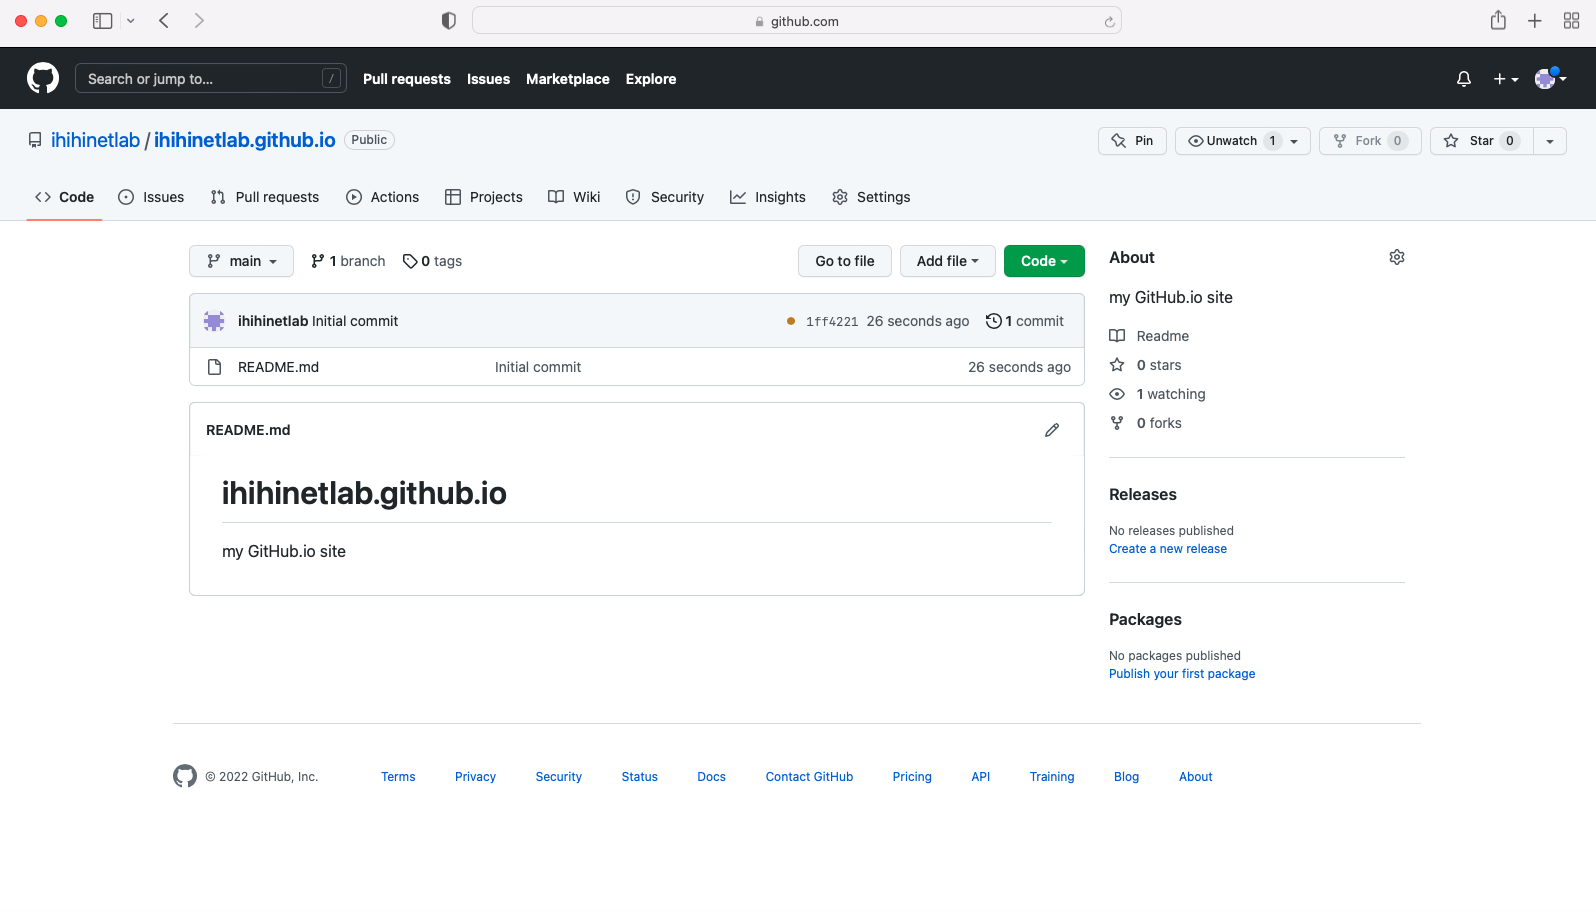 github.com
Search or jump to... /
Pull requests Issues Marketplace Explore
ihihinetlab / ihihinetlab.github.io Public
Pin Unwatch 1 Fork 0 Star 0
Code Issues Pull requests Actions Projects Wiki Security Insights Settings
main 1 branch 0 tags Go to file Add file Code
ihihinetlab Initial commit 1ff4221 26 seconds ago 1 commit
README.md Initial commit 26 seconds ago
README.md
ihihinetlab.github.io
my GitHub.io site
About
my GitHub.io site
Readme
0 stars
1 watching
0 forks
Releases
No releases published
Create a new release
Packages
No packages published
Publish your first package
© 2022 GitHub, Inc. Terms Privacy Security Status Docs Contact GitHub Pricing API Training Blog About